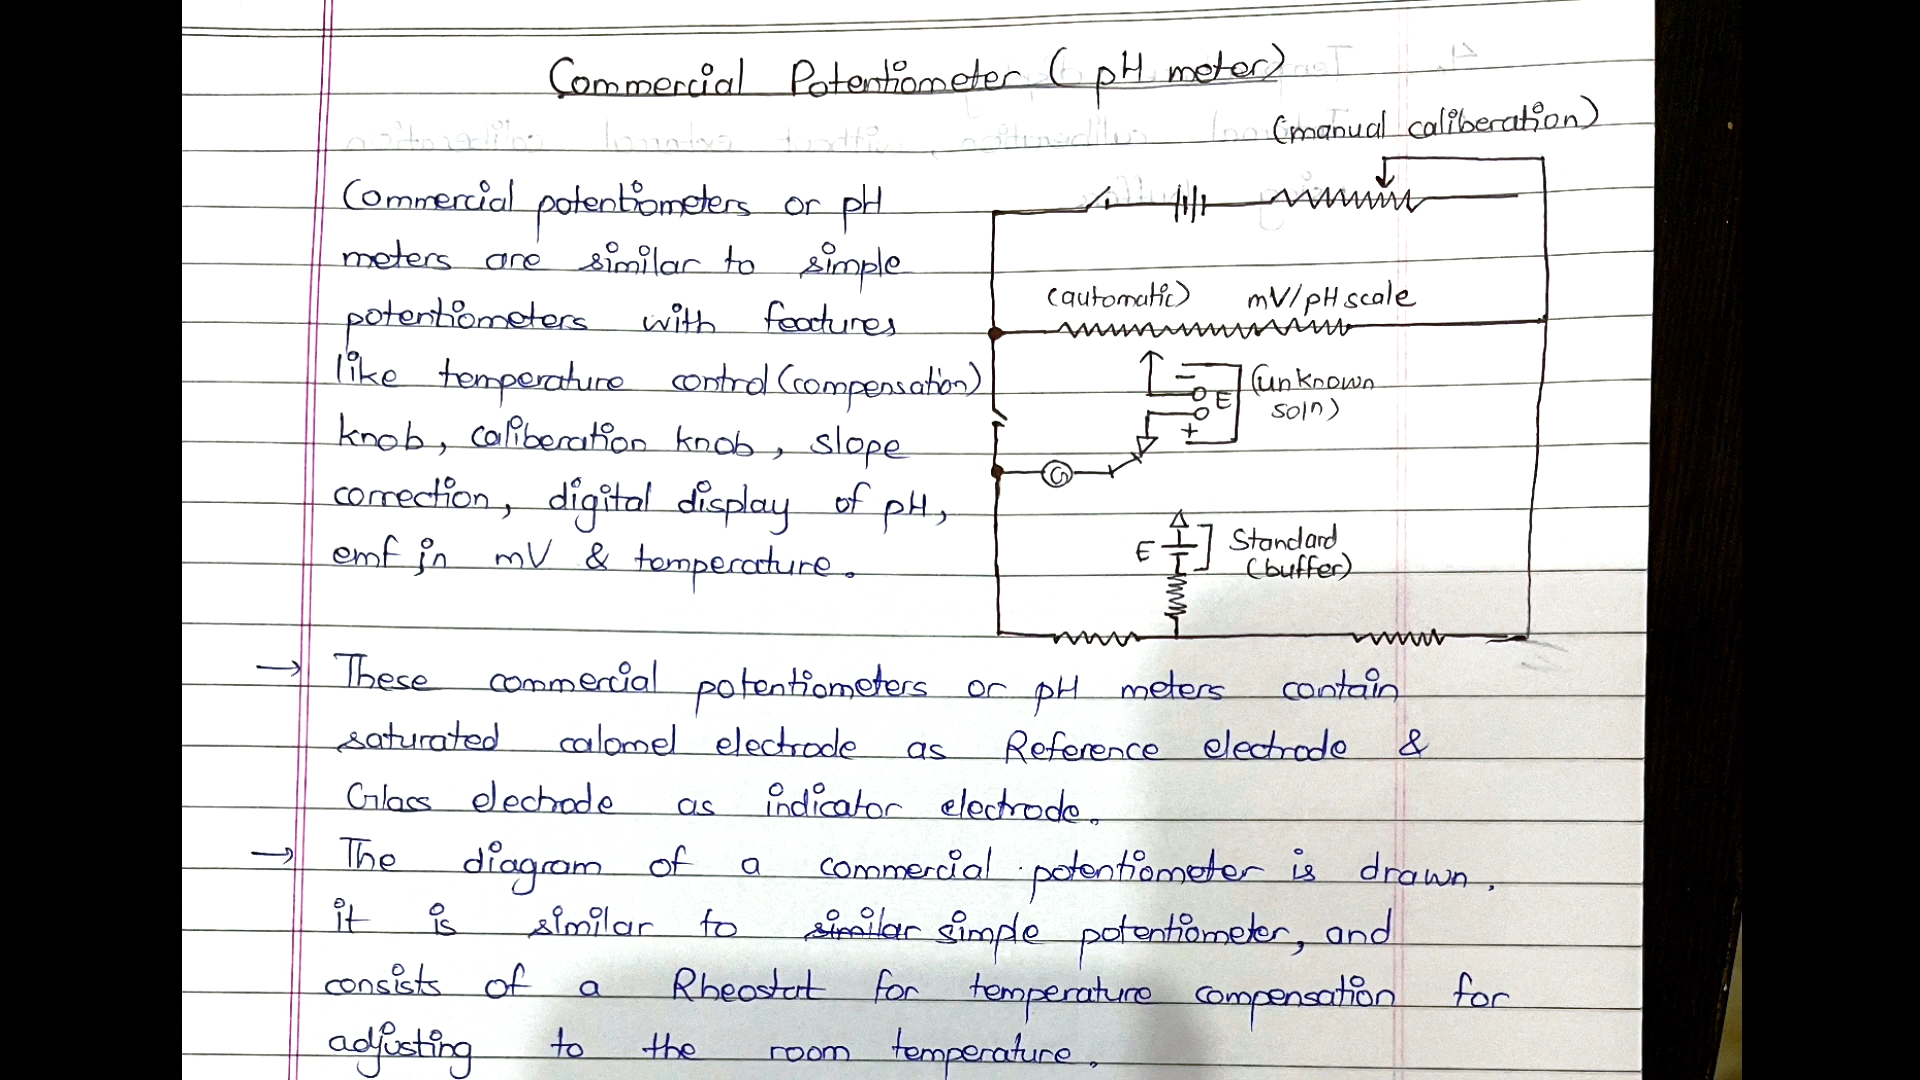 Commercial Potentiometer (pH meter)
(manual caliberation)
Commercial potentiometers or pH
meters are similar to simple
potentiometers with features
like temperature control (compensation)
knob, caliberation knob, slope
correction, digital display of pH,
emf in mV & temperature.
(automatic) mV/pH scale
−
E
+
(unknown
soln)
G
E
Standard
(buffer)
→ These commercial potentiometers or pH meters contain
saturated calomel electrode as Reference electrode &
Glass electrode as indicator electrode.
→ The diagram of a commercial potentiometer is drawn.
it is similar to similar simple potentiometer, and
consists of a Rheostat for temperature compensation for
adjusting to the room temperature.